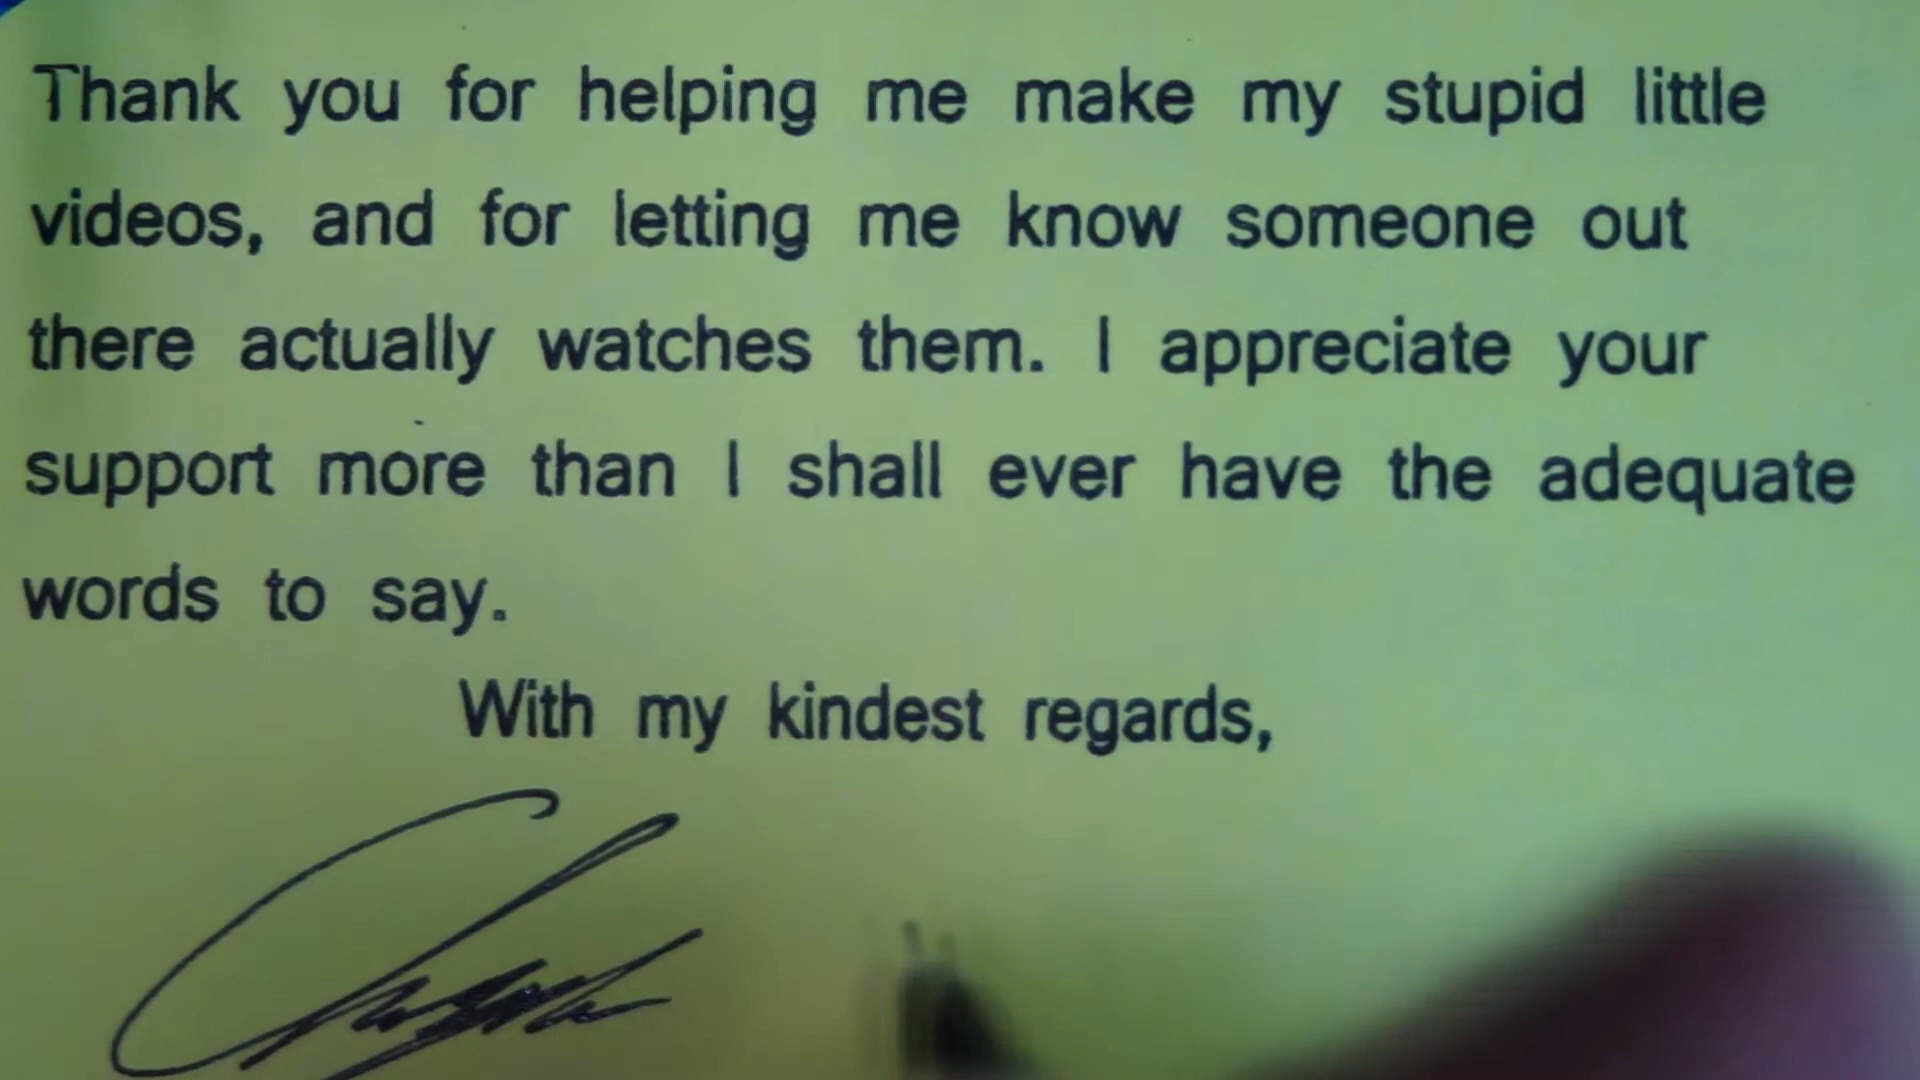 Thank you for helping me make my stupid little
videos, and for letting me know someone out
there actually watches them. I appreciate your
support more than I shall ever have the adequate
words to say.
With my kindest regards,